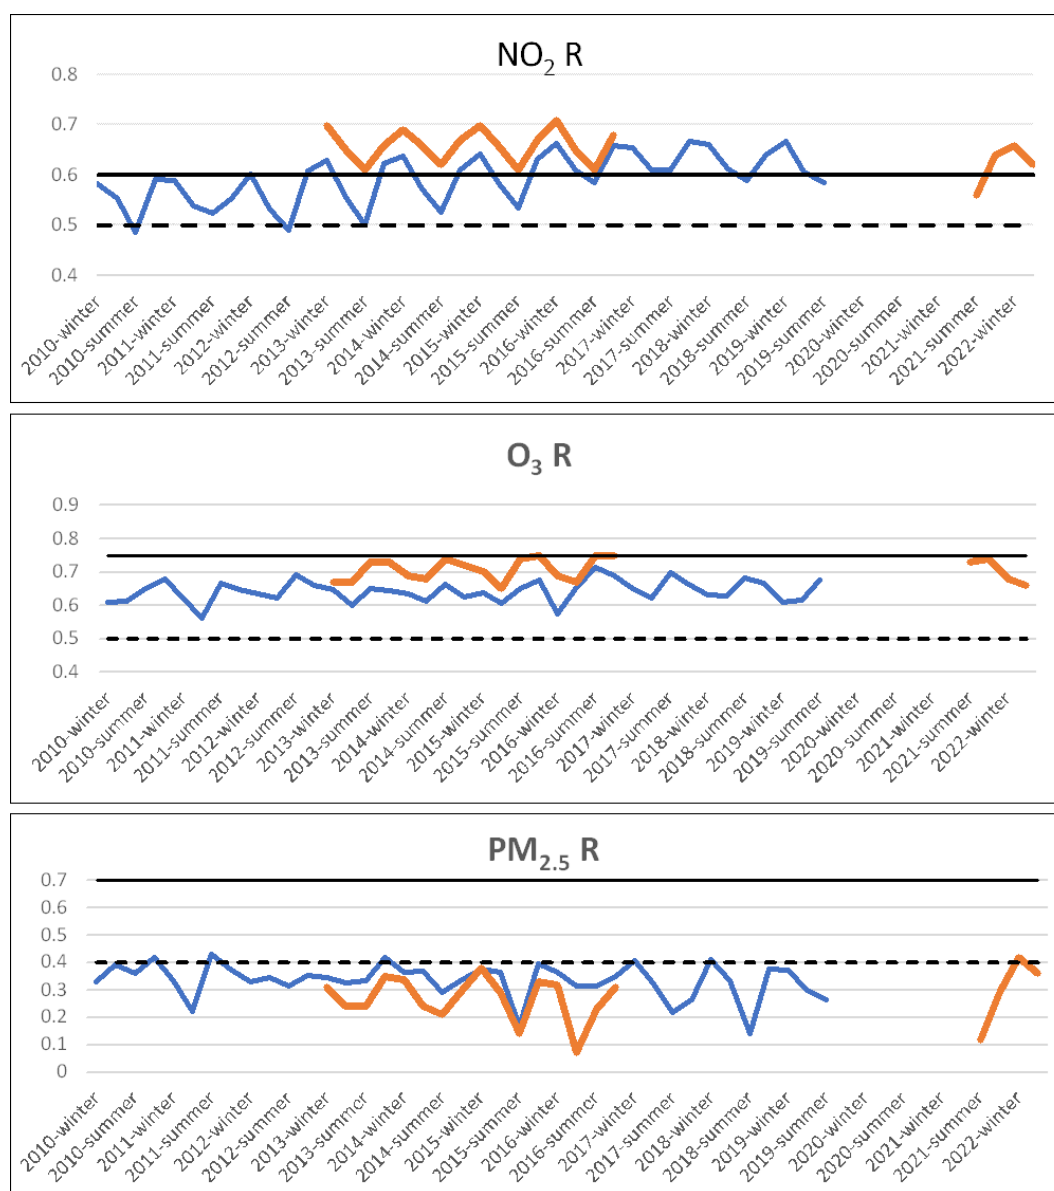 NO2 R
0.8
0.7
0.6
0.5
0.4
2010-winter
2010-summer
2011-winter
2011-summer
2012-winter
2012-summer
2013-winter
2013-summer
2014-winter
2014-summer
2015-winter
2015-summer
2016-winter
2016-summer
2017-winter
2017-summer
2018-winter
2018-summer
2019-winter
2019-summer
2020-winter
2020-summer
2021-winter
2021-summer
2022-winter
O3 R
0.9
0.8
0.7
0.6
0.5
0.4
2010-winter
2010-summer
2011-winter
2011-summer
2012-winter
2012-summer
2013-winter
2013-summer
2014-winter
2014-summer
2015-winter
2015-summer
2016-winter
2016-summer
2017-winter
2017-summer
2018-winter
2018-summer
2019-winter
2019-summer
2020-winter
2020-summer
2021-winter
2021-summer
2022-winter
PM2.5 R
0.7
0.6
0.5
0.4
0.3
0.2
0.1
0
2010-winter
2010-summer
2011-winter
2011-summer
2012-winter
2012-summer
2013-winter
2013-summer
2014-winter
2014-summer
2015-winter
2015-summer
2016-winter
2016-summer
2017-winter
2017-summer
2018-winter
2018-summer
2019-winter
2019-summer
2020-winter
2020-summer
2021-winter
2021-summer
2022-winter